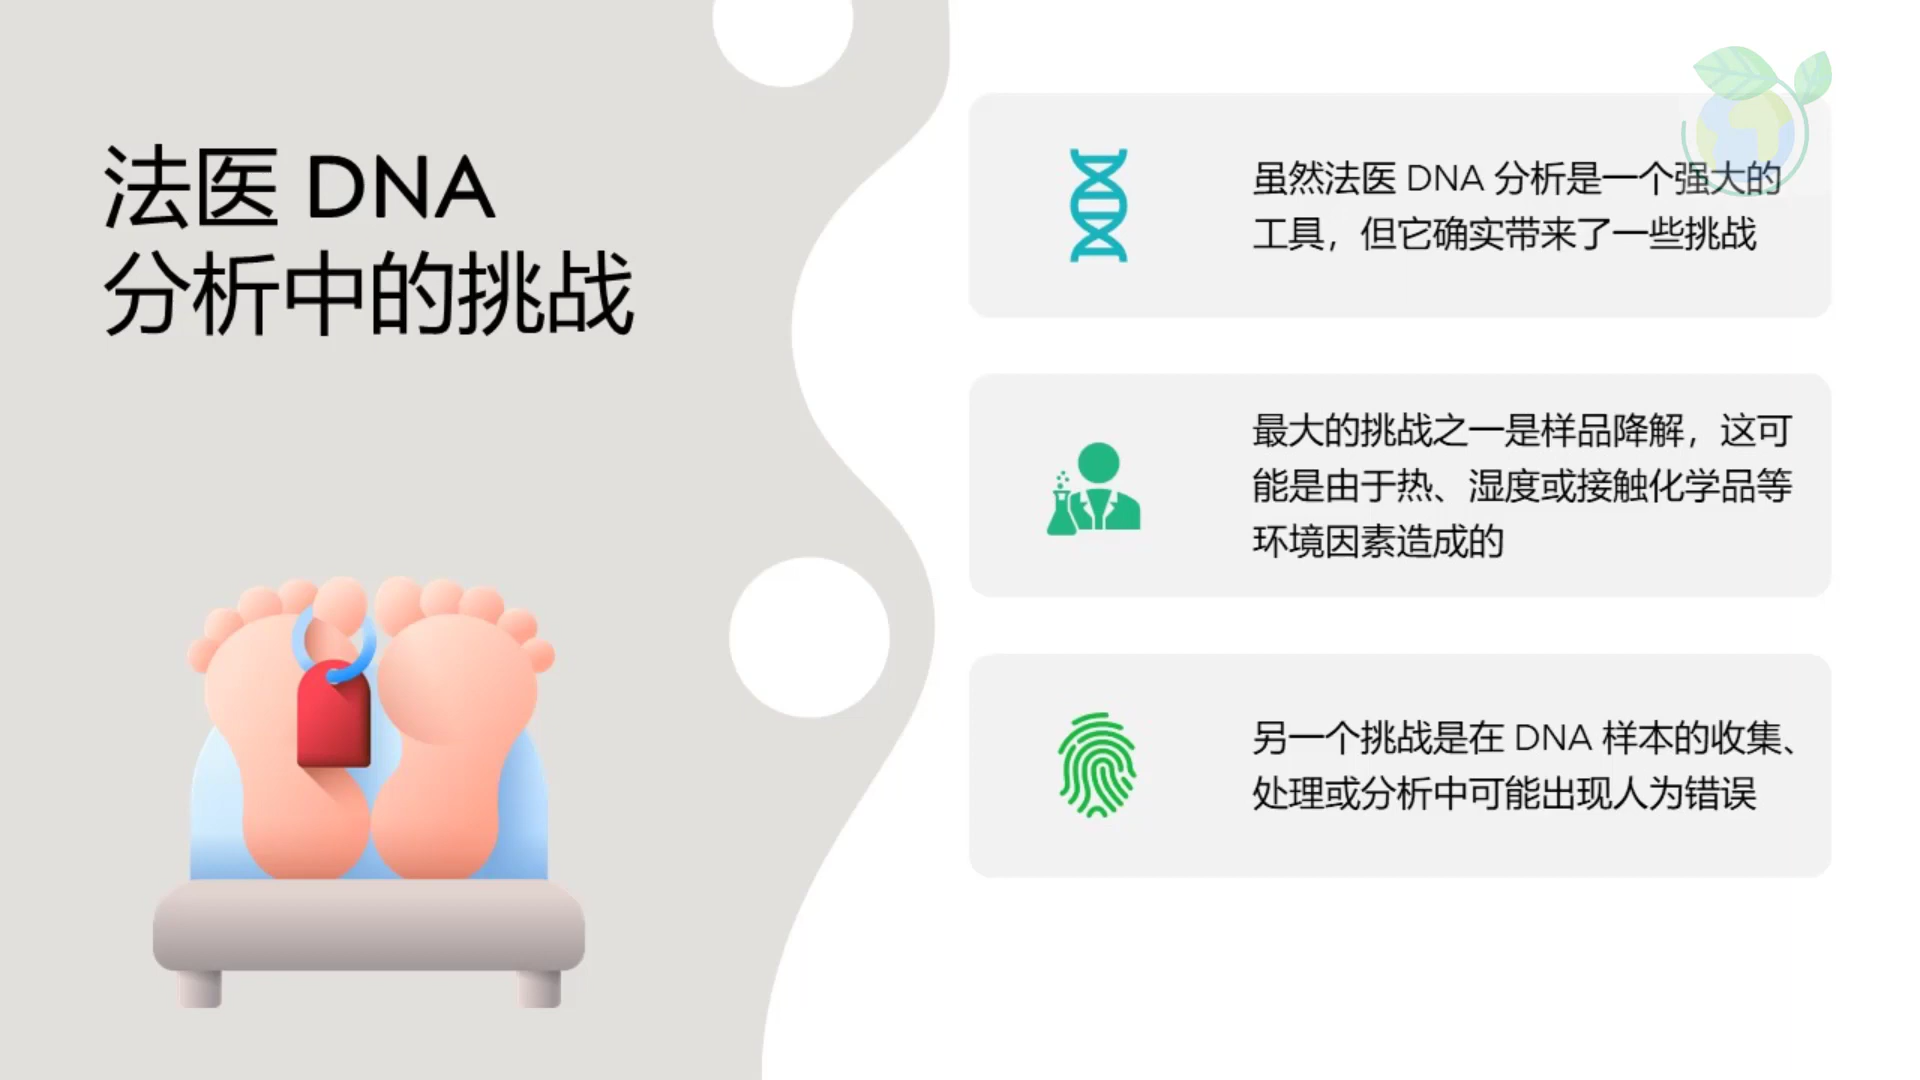 法医 DNA
分析中的挑战
虽然法医 DNA 分析是一个强大的
工具，但它确实带来了一些挑战
最大的挑战之一是样品降解，这可
能是由于热、湿度或接触化学品等
环境因素造成的
另一个挑战是在 DNA 样本的收集、
处理或分析中可能出现人为错误